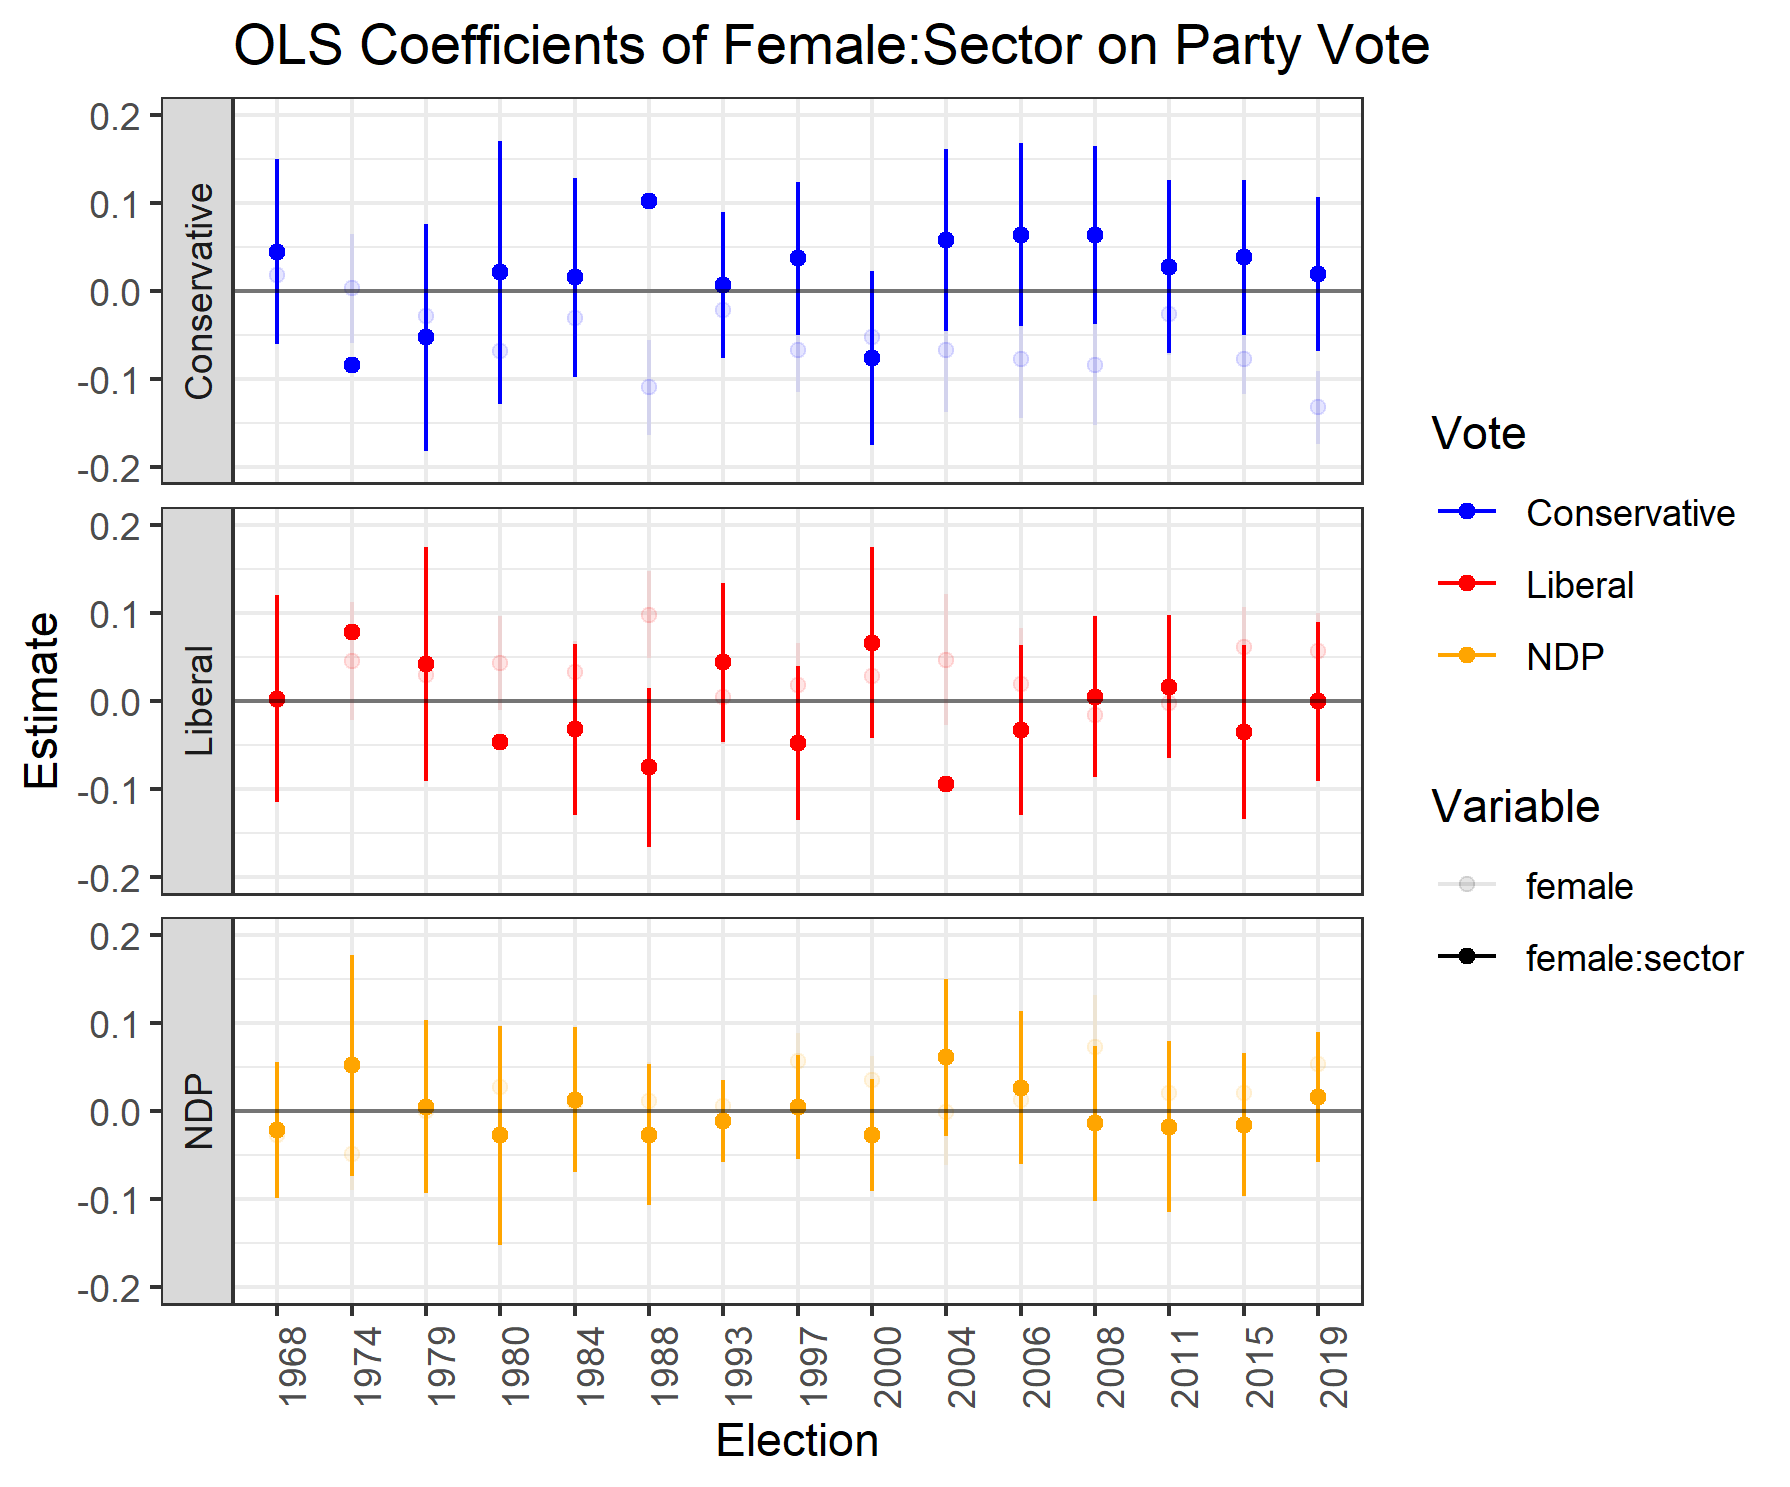 OLS Coefficients of Female:Sector on Party Vote
Estimate
Conservative
0.2
0.1
0.0
-0.1
-0.2
Liberal
0.2
0.1
0.0
-0.1
-0.2
NDP
0.2
0.1
0.0
-0.1
-0.2
1968
1974
1979
1980
1984
1988
1993
1997
2000
2004
2006
2008
2011
2015
2019
Election
Vote
Conservative
Liberal
NDP
Variable
female
female:sector